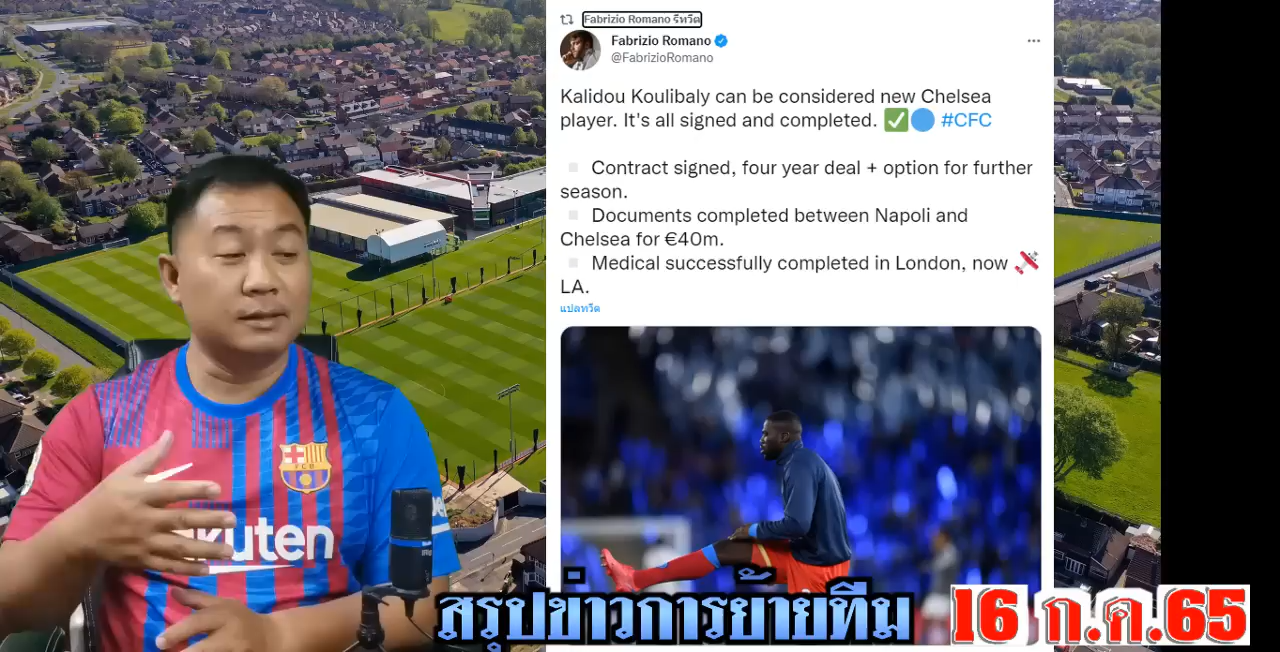 Fabrizio Romano รีทวีต
Fabrizio Romano
@FabrizioRomano
Kalidou Koulibaly can be considered new Chelsea
player. It's all signed and completed. ✅🔵 #CFC
▫️ Contract signed, four year deal + option for further
season.
▫️ Documents completed between Napoli and
Chelsea for €40m.
▫️ Medical successfully completed in London, now 🛩️
LA.
แปลทวีต
FCB
Rakuten
สรุปข่าวการย้ายทีม 16 ก.ค.65